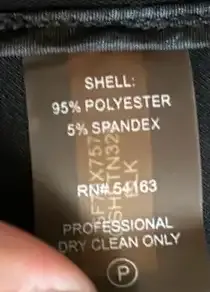 SHELL:
95% POLYESTER
5% SPANDEX
RN# 54163
PROFESSIONAL
DRY CLEAN ONLY
P